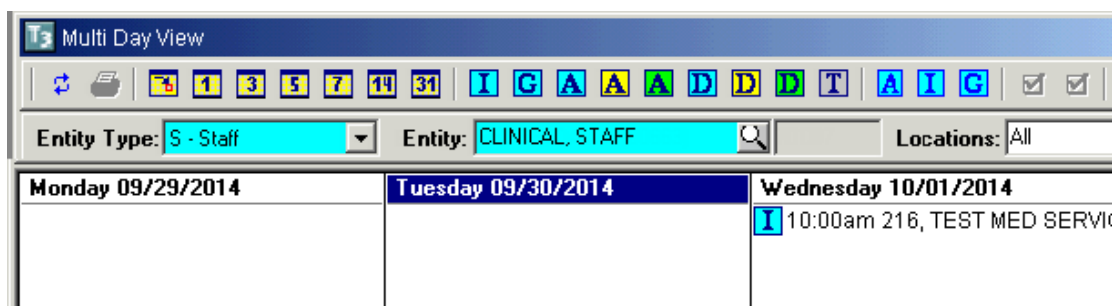 T3 Multi Day View
1 3 5 7 14 31 I G A A A D D D T A I G
Entity Type: S - Staff Entity: CLINICAL, STAFF Locations: All
Monday 09/29/2014 Tuesday 09/30/2014 Wednesday 10/01/2014
I 10:00am 216, TEST MED SERVIC